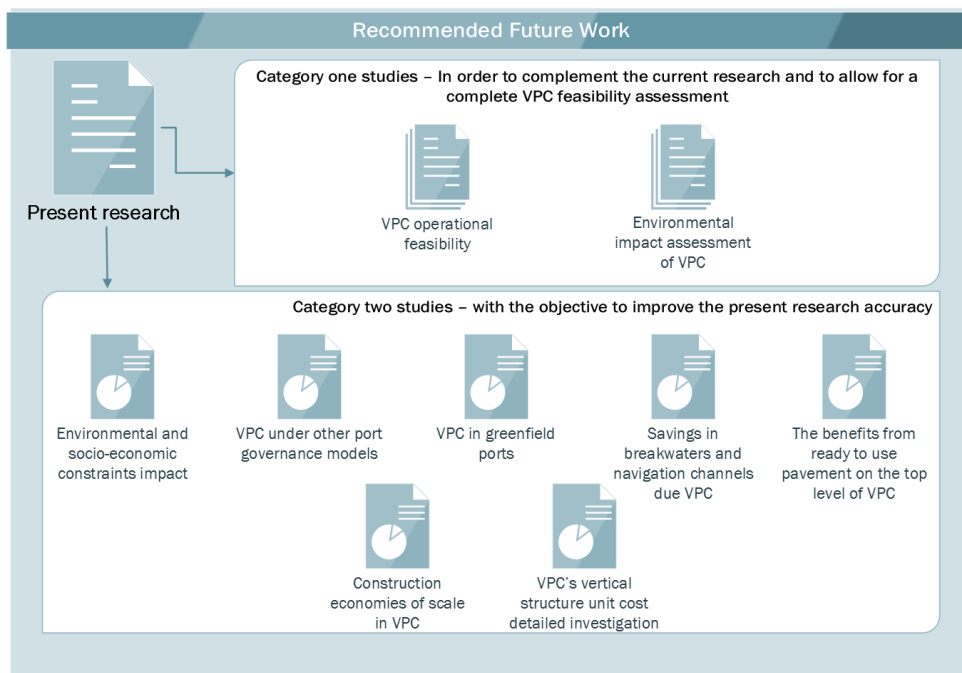 Recommended Future Work
Present research
Category one studies – In order to complement the current research and to allow for a
complete VPC feasibility assessment
VPC operational
feasibility
Environmental
impact assessment
of VPC
Category two studies – with the objective to improve the present research accuracy
Environmental and
socio-economic
constraints impact
VPC under other port
governance models
VPC in greenfield
ports
Savings in
breakwaters and
navigation channels
due VPC
The benefits from
ready to use
pavement on the top
level of VPC
Construction
economies of scale
in VPC
VPC's vertical
structure unit cost
detailed investigation